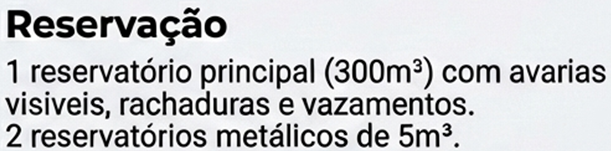 Reservação
1 reservatório principal (300m³) com avarias
visiveis, rachaduras e vazamentos.
2 reservatórios metálicos de 5m³.